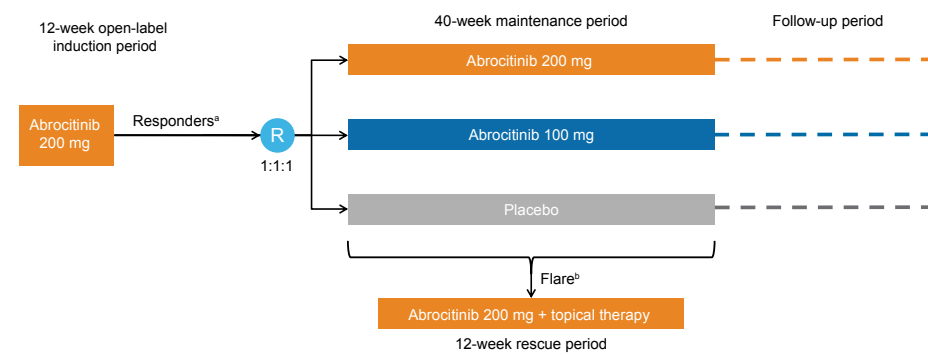 12-week open-label
induction period
40-week maintenance period
Follow-up period
Abrocitinib 200 mg
Abrocitinib
200 mg
Respondersᵃ
R
1:1:1
Abrocitinib 100 mg
Placebo
Flareᵇ
Abrocitinib 200 mg + topical therapy
12-week rescue period